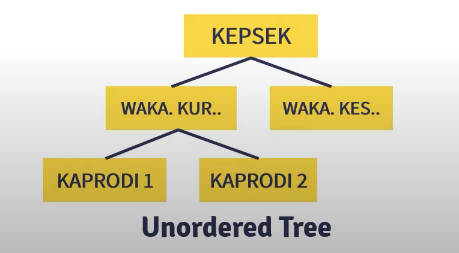 KEPSEK
WAKA. KUR..
WAKA. KES..
KAPRODI 1
KAPRODI 2
Unordered Tree